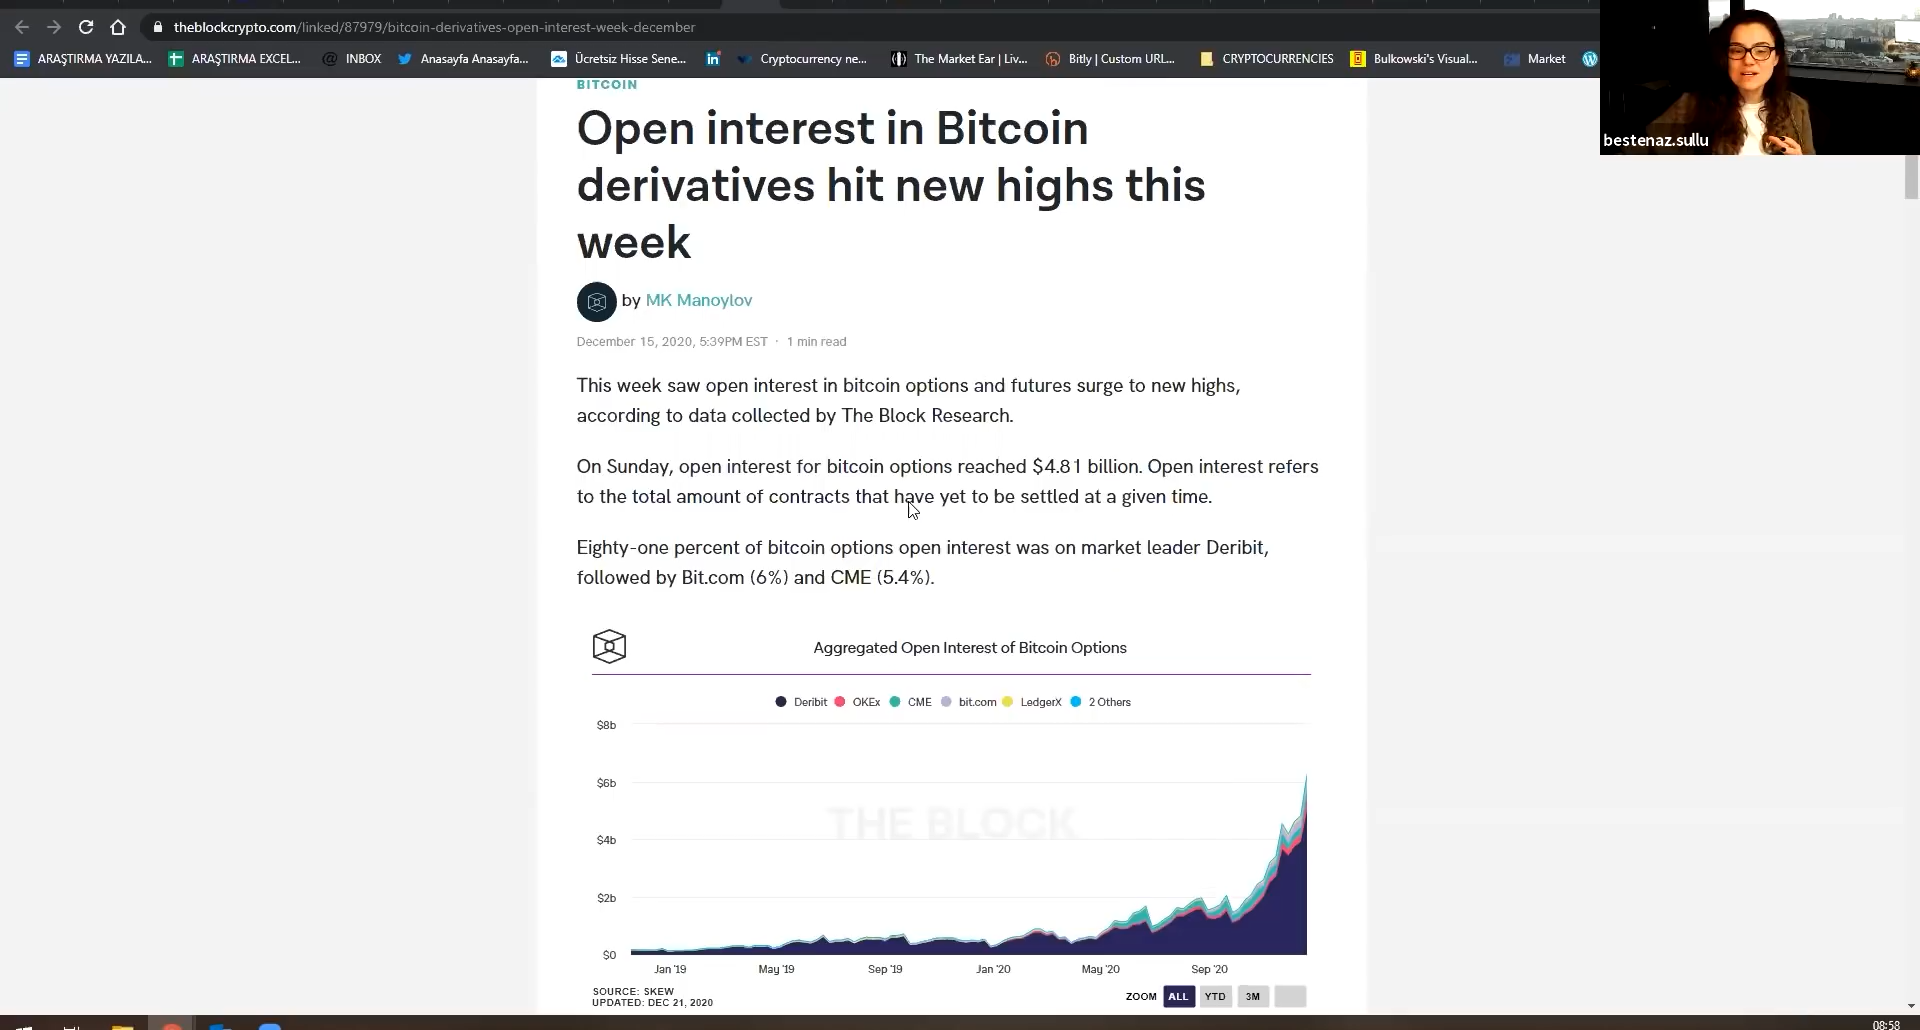 theblockcrypto.com/linked/87979/bitcoin-derivatives-open-interest-week-december
ARAŞTIRMA YAZILA... ARAŞTIRMA EXCEL... INBOX Anasayfa Anasayfa... Ücretsiz Hisse Sene... Cryptocurrency ne... The Market Ear | Liv... Bitly | Custom URL... CRYPTOCURRENCIES Bulkowski's Visual... Market
bestenaz.sullu
BITCOIN
Open interest in Bitcoin
derivatives hit new highs this
week
by MK Manoylov
December 15, 2020, 5:39PM EST · 1 min read
This week saw open interest in bitcoin options and futures surge to new highs,
according to data collected by The Block Research.
On Sunday, open interest for bitcoin options reached $4.81 billion. Open interest refers
to the total amount of contracts that have yet to be settled at a given time.
Eighty-one percent of bitcoin options open interest was on market leader Deribit,
followed by Bit.com (6%) and CME (5.4%).
Aggregated Open Interest of Bitcoin Options
Deribit OKEx CME bit.com LedgerX 2 Others
$8b
$6b
THE BLOCK
$4b
$2b
$0
Jan '19 May '19 Sep '19 Jan '20 May '20 Sep '20
SOURCE: SKEW
UPDATED: DEC 21, 2020
ZOOM ALL YTD 3M
08:58